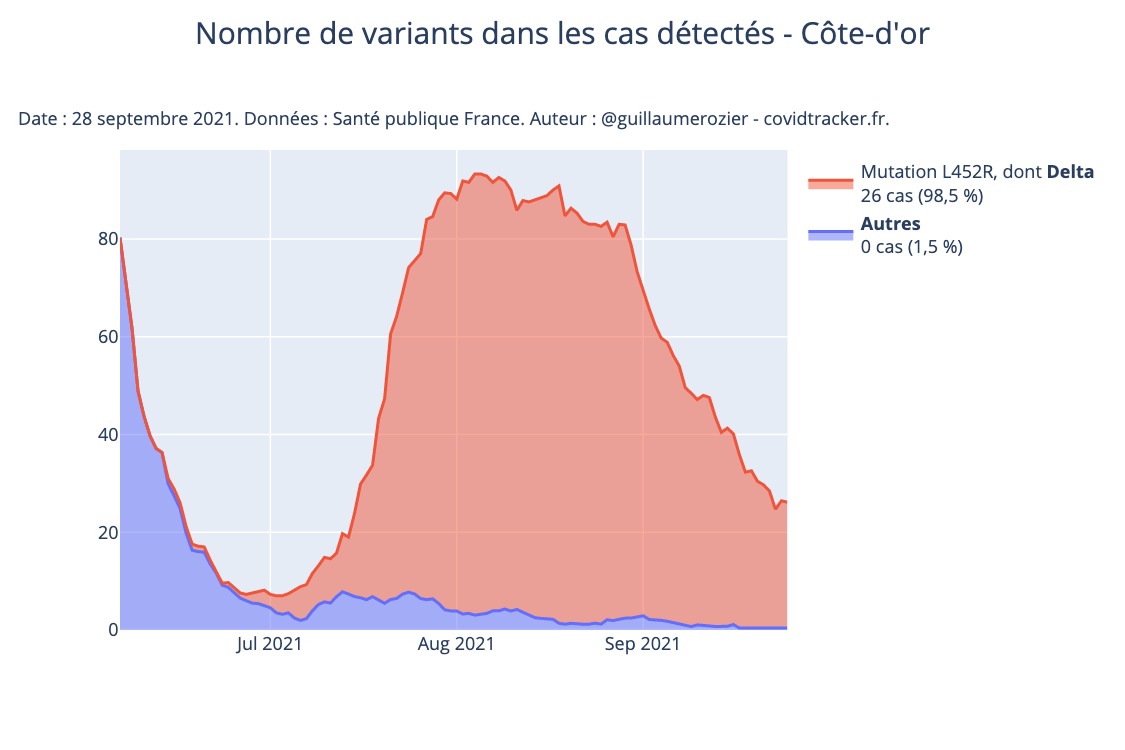 Nombre de variants dans les cas détectés - Côte-d'or
Date : 28 septembre 2021. Données : Santé publique France. Auteur : @guillaumerozier - covidtracker.fr.
Mutation L452R, dont Delta
26 cas (98,5 %)
Autres
0 cas (1,5 %)
80
60
40
20
0
Jul 2021
Aug 2021
Sep 2021